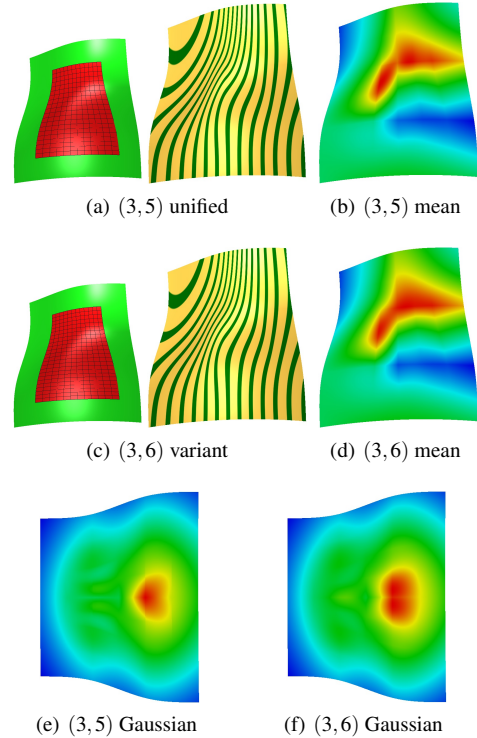 (a) (3,5) unified
(b) (3,5) mean
(c) (3,6) variant
(d) (3,6) mean
(e) (3,5) Gaussian
(f) (3,6) Gaussian